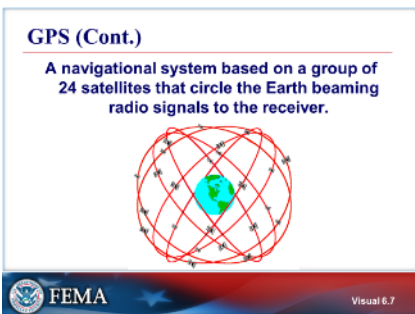 GPS (Cont.)
A navigational system based on a group of
24 satellites that circle the Earth beaming
radio signals to the receiver.
FEMA
Visual 6.7